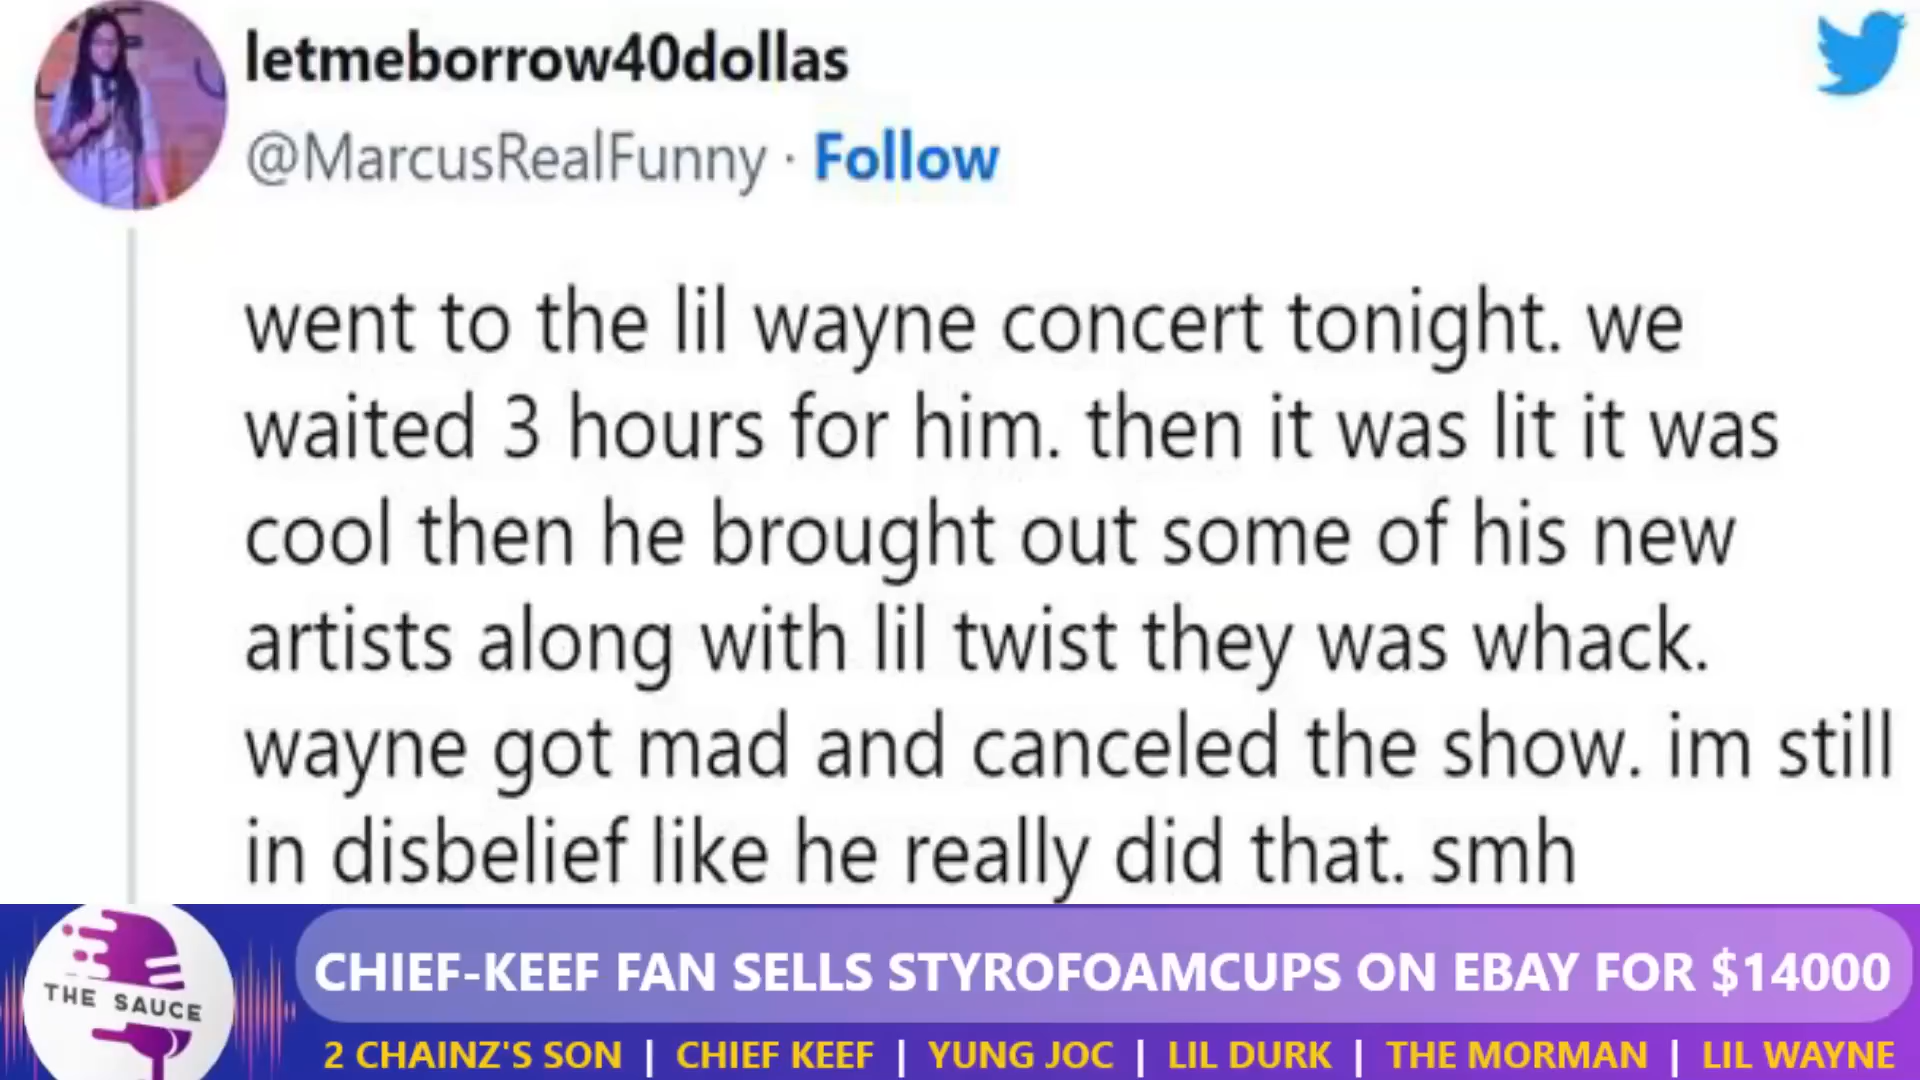 letmeborrow40dollas
@MarcusRealFunny · Follow
went to the lil wayne concert tonight. we
waited 3 hours for him. then it was lit it was
cool then he brought out some of his new
artists along with lil twist they was whack.
wayne got mad and canceled the show. im still
in disbelief like he really did that. smh
THE SAUCE
CHIEF-KEEF FAN SELLS STYROFOAMCUPS ON EBAY FOR $14000
2 CHAINZ'S SON | CHIEF KEEF | YUNG JOC | LIL DURK | THE MORMAN | LIL WAYNE